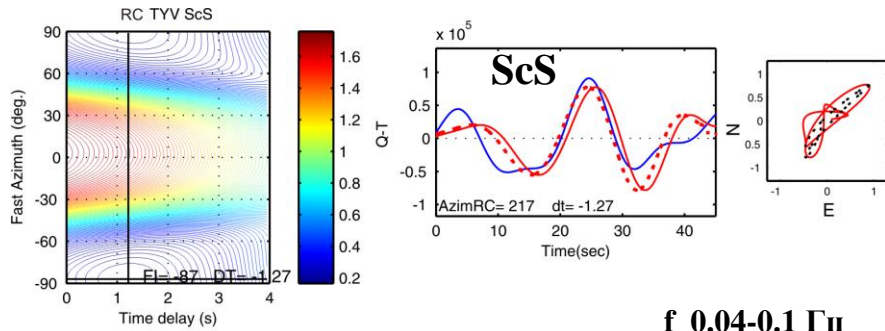 RC TYV ScS
90
60
30
0
-30
-60
-90
Fast Azimuth (deg.)
FI= -87 DT= -1.27
0 1 2 3 4
Time delay (s)
1.6
1.4
1.2
1
0.8
0.6
0.4
0.2
x 10⁵
ScS
1
0.5
0
-0.5
-1
Q-T
AzimRC= 217 dt= -1.27
0 10 20 30 40
Time(sec)
1
0.5
0
0.5
-1
N
-1 0 1
E
f 0.04-0.1 Гц